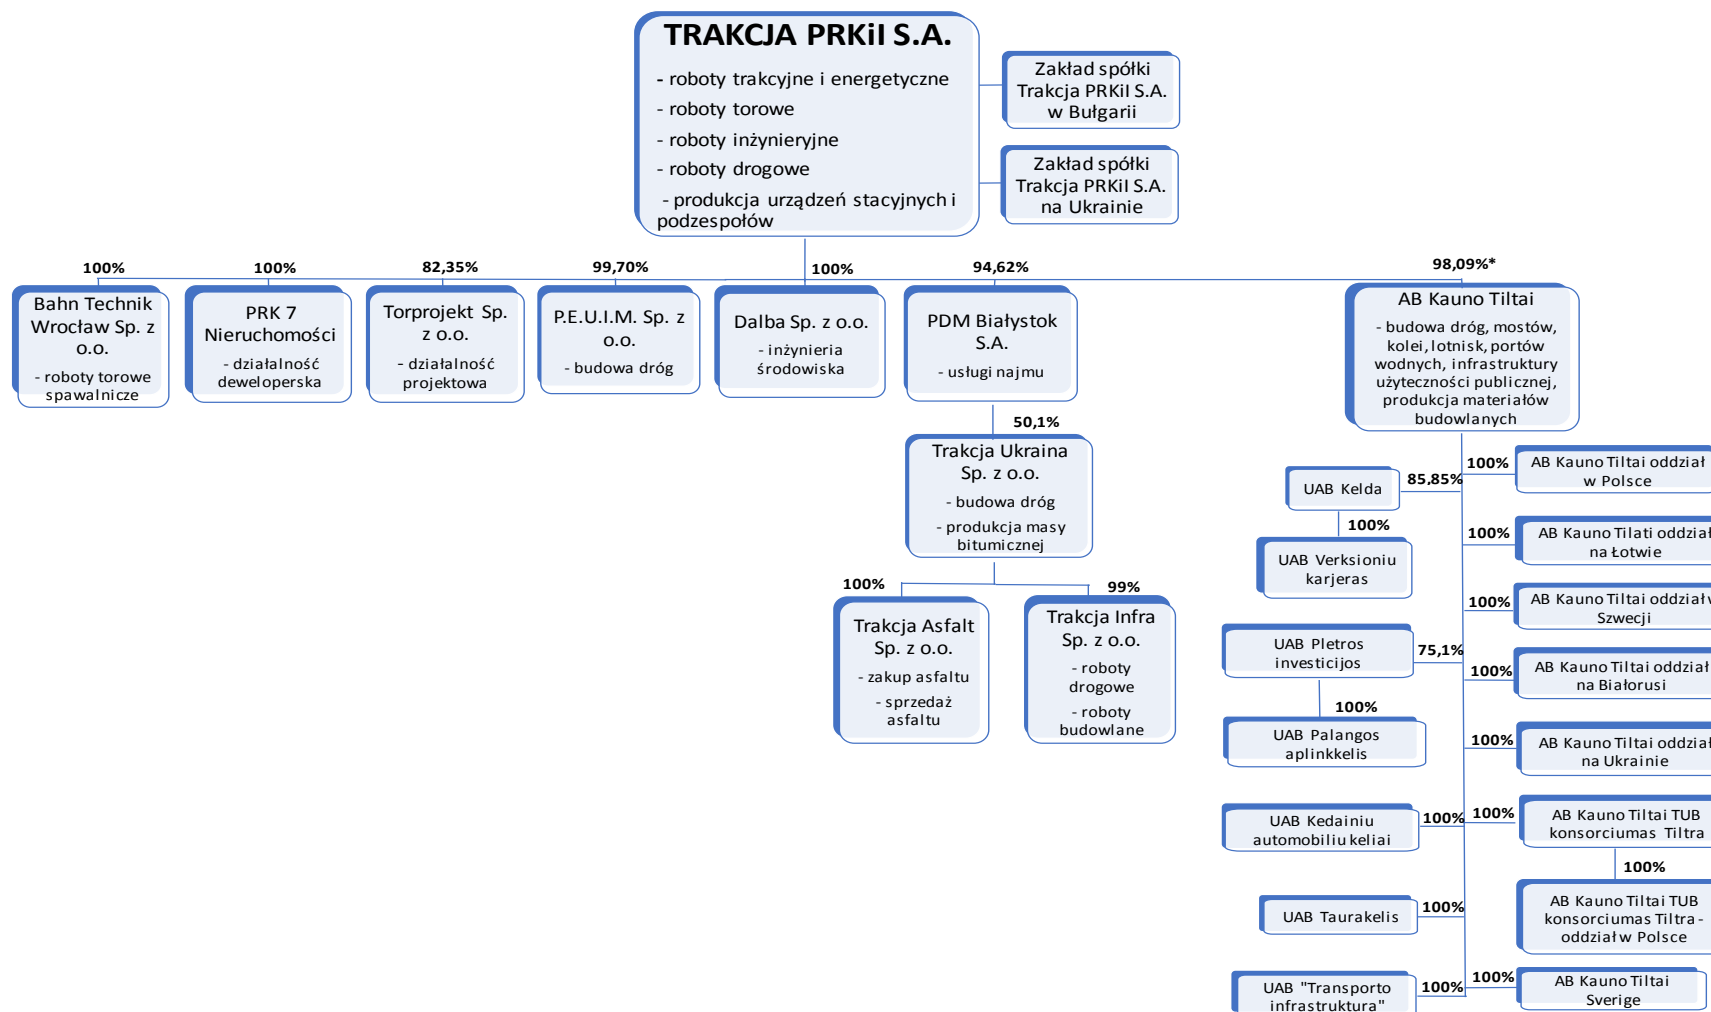 TRAKCJA PRKiI S.A.
- roboty trakcyjne i energetyczne
- roboty torowe
- roboty inżynieryjne
- roboty drogowe
- produkcja urządzeń stacyjnych i
podzespołów
Zakład spółki
Trakcja PRKiI S.A.
w Bułgarii
Zakład spółki
Trakcja PRKiI S.A.
na Ukrainie
100%
100%
82,35%
99,70%
100%
94,62%
98,09%*
Bahn Technik
Wrocław Sp. z
o.o.
- roboty torowe
spawalnicze
PRK 7
Nieruchomości
- działalność
deweloperska
Torprojekt Sp.
z o.o.
- działalność
projektowa
P.E.U.I.M. Sp. z
o.o.
- budowa dróg
Dalba Sp. z o.o.
- inżynieria
środowiska
PDM Białystok
S.A.
- usługi najmu
AB Kauno Tiltai
- budowa dróg, mostów,
kolei, lotnisk, portów
wodnych, infrastruktury
użyteczności publicznej,
produkcja materiałów
budowlanych
50,1%
Trakcja Ukraina
Sp. z o.o.
- budowa dróg
- produkcja masy
bitumicznej
100%
99%
Trakcja Asfalt
Sp. z o.o.
- zakup asfaltu
- sprzedaż
asfaltu
Trakcja Infra
Sp. z o.o.
- roboty
drogowe
- roboty
budowlane
UAB Kelda
85,85%
100%
UAB Verksioniu
karjeras
UAB Pletros
investicijos
75,1%
100%
UAB Palangos
aplinkkelis
UAB Kedainiu
automobiliu keliai
100%
UAB Taurakelis
100%
UAB "Transporto
infrastruktura"
100%
100%
AB Kauno Tiltai oddział
w Polsce
100%
AB Kauno Tilati oddział
na Łotwie
100%
AB Kauno Tiltai oddział w
Szwecji
100%
AB Kauno Tiltai oddział
na Białorusi
100%
AB Kauno Tiltai oddział
na Ukrainie
100%
AB Kauno Tiltai TUB
konsorciumas Tiltra
100%
AB Kauno Tiltai TUB
konsorciumas Tiltra -
oddział w Polsce
100%
AB Kauno Tiltai
Sverige